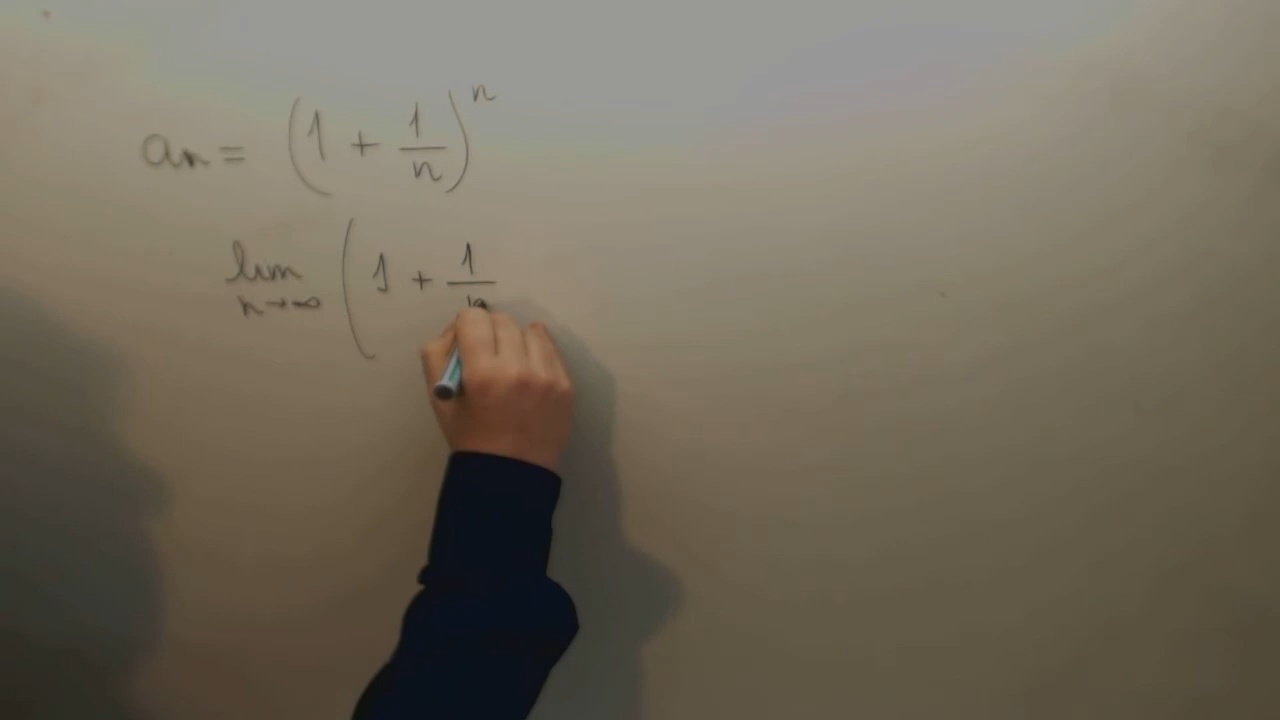 aₙ = (1 + 1/n)ⁿ
lim n→∞ (1 + 1/n